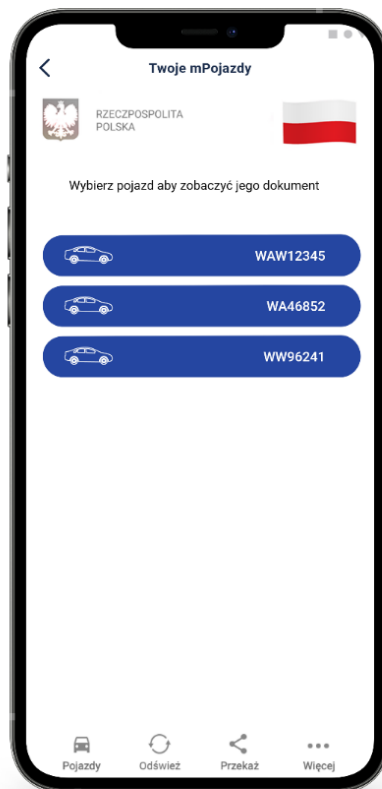 Twoje mPojazdy
RZECZPOSPOLITA
POLSKA
Wybierz pojazd aby zobaczyć jego dokument
WAW12345
WA46852
WW96241
Pojazdy Odśwież Przekaż Więcej